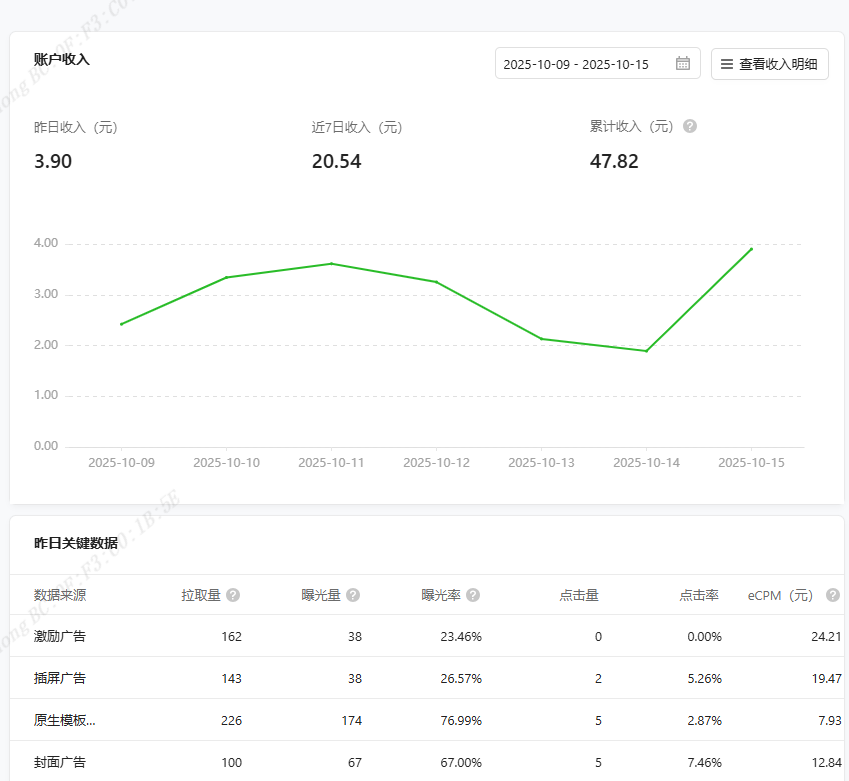 账户收入
2025-10-09 - 2025-10-15
查看收入明细
昨日收入（元） 近7日收入（元） 累计收入（元） ?
3.90 20.54 47.82
4.00
3.00
2.00
1.00
0.00
2025-10-09 2025-10-10 2025-10-11 2025-10-12 2025-10-13 2025-10-14 2025-10-15
昨日关键数据
数据来源 拉取量 ? 曝光量 ? 曝光率 ? 点击量 点击率 eCPM（元） ?
激励广告 162 38 23.46% 0 0.00% 24.21
插屏广告 143 38 26.57% 2 5.26% 19.47
原生模板... 226 174 76.99% 5 2.87% 7.93
封面广告 100 67 67.00% 5 7.46% 12.84